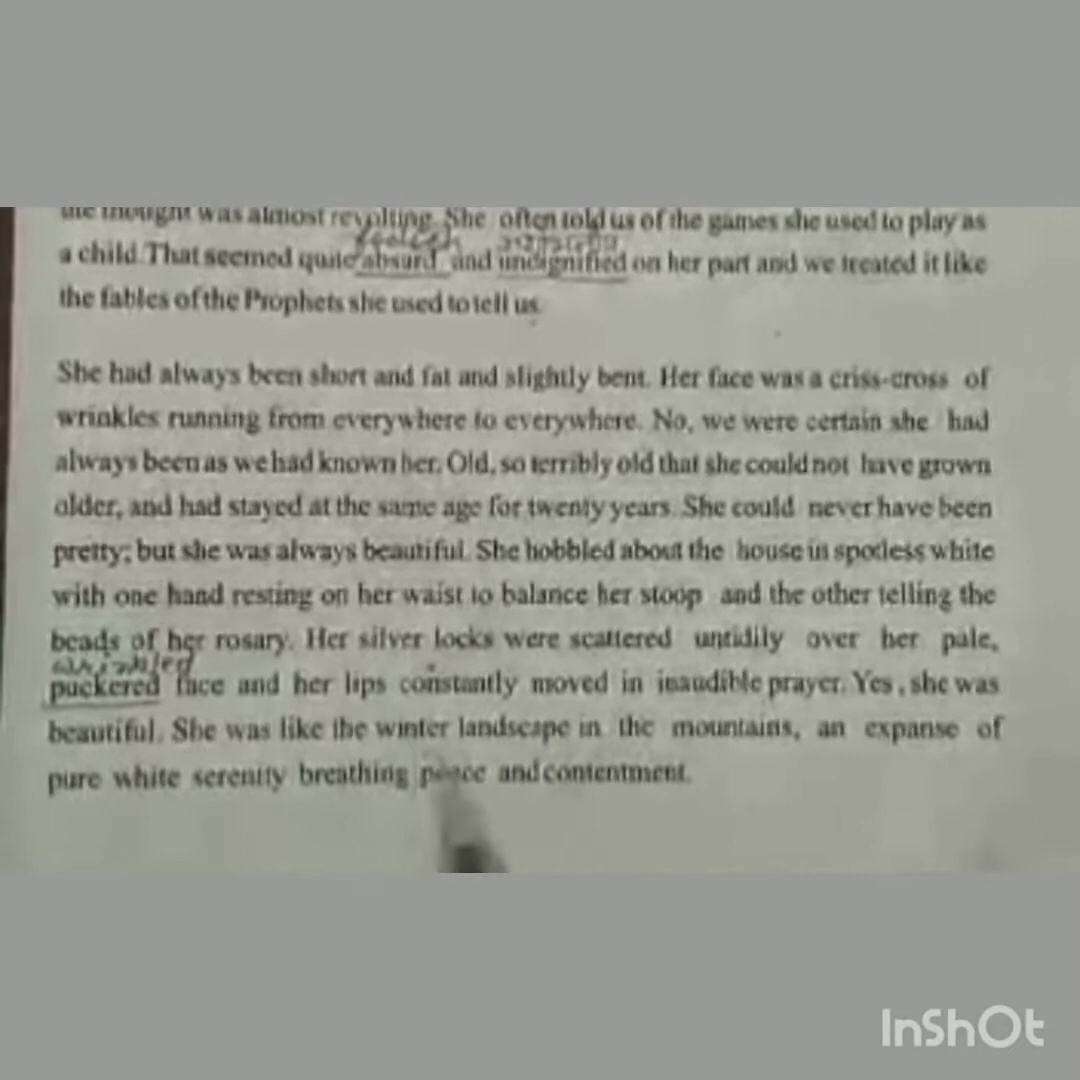 the thought was almost revolting. She often told us of the games she used to play as
foolish
a child. That seemed quite absurd and undignified on her part and we treated it like
the fables of the Prophets she used to tell us.
She had always been short and fat and slightly bent. Her face was a criss-cross of
wrinkles running from everywhere to everywhere. No, we were certain she had
always been as we had known her. Old, so terribly old that she could not have grown
older, and had stayed at the same age for twenty years. She could never have been
pretty; but she was always beautiful. She hobbled about the house in spotless white
with one hand resting on her waist to balance her stoop and the other telling the
beads of her rosary. Her silver locks were scattered untidily over her pale,
wrinkled
puckered face and her lips constantly moved in inaudible prayer. Yes, she was
beautiful. She was like the winter landscape in the mountains, an expanse of
pure white serenity breathing peace and contentment.
InShOt